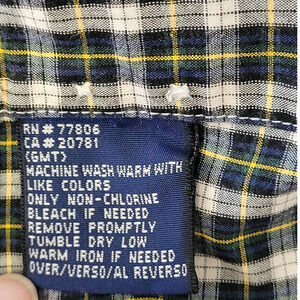 RN# 77806
CA# 20781
(GMT)
MACHINE WASH WARM WITH
LIKE COLORS
ONLY NON-CHLORINE
BLEACH IF NEEDED
REMOVE PROMPTLY
TUMBLE DRY LOW
WARM IRON IF NEEDED
OVER/VERSO/AL REVERSO